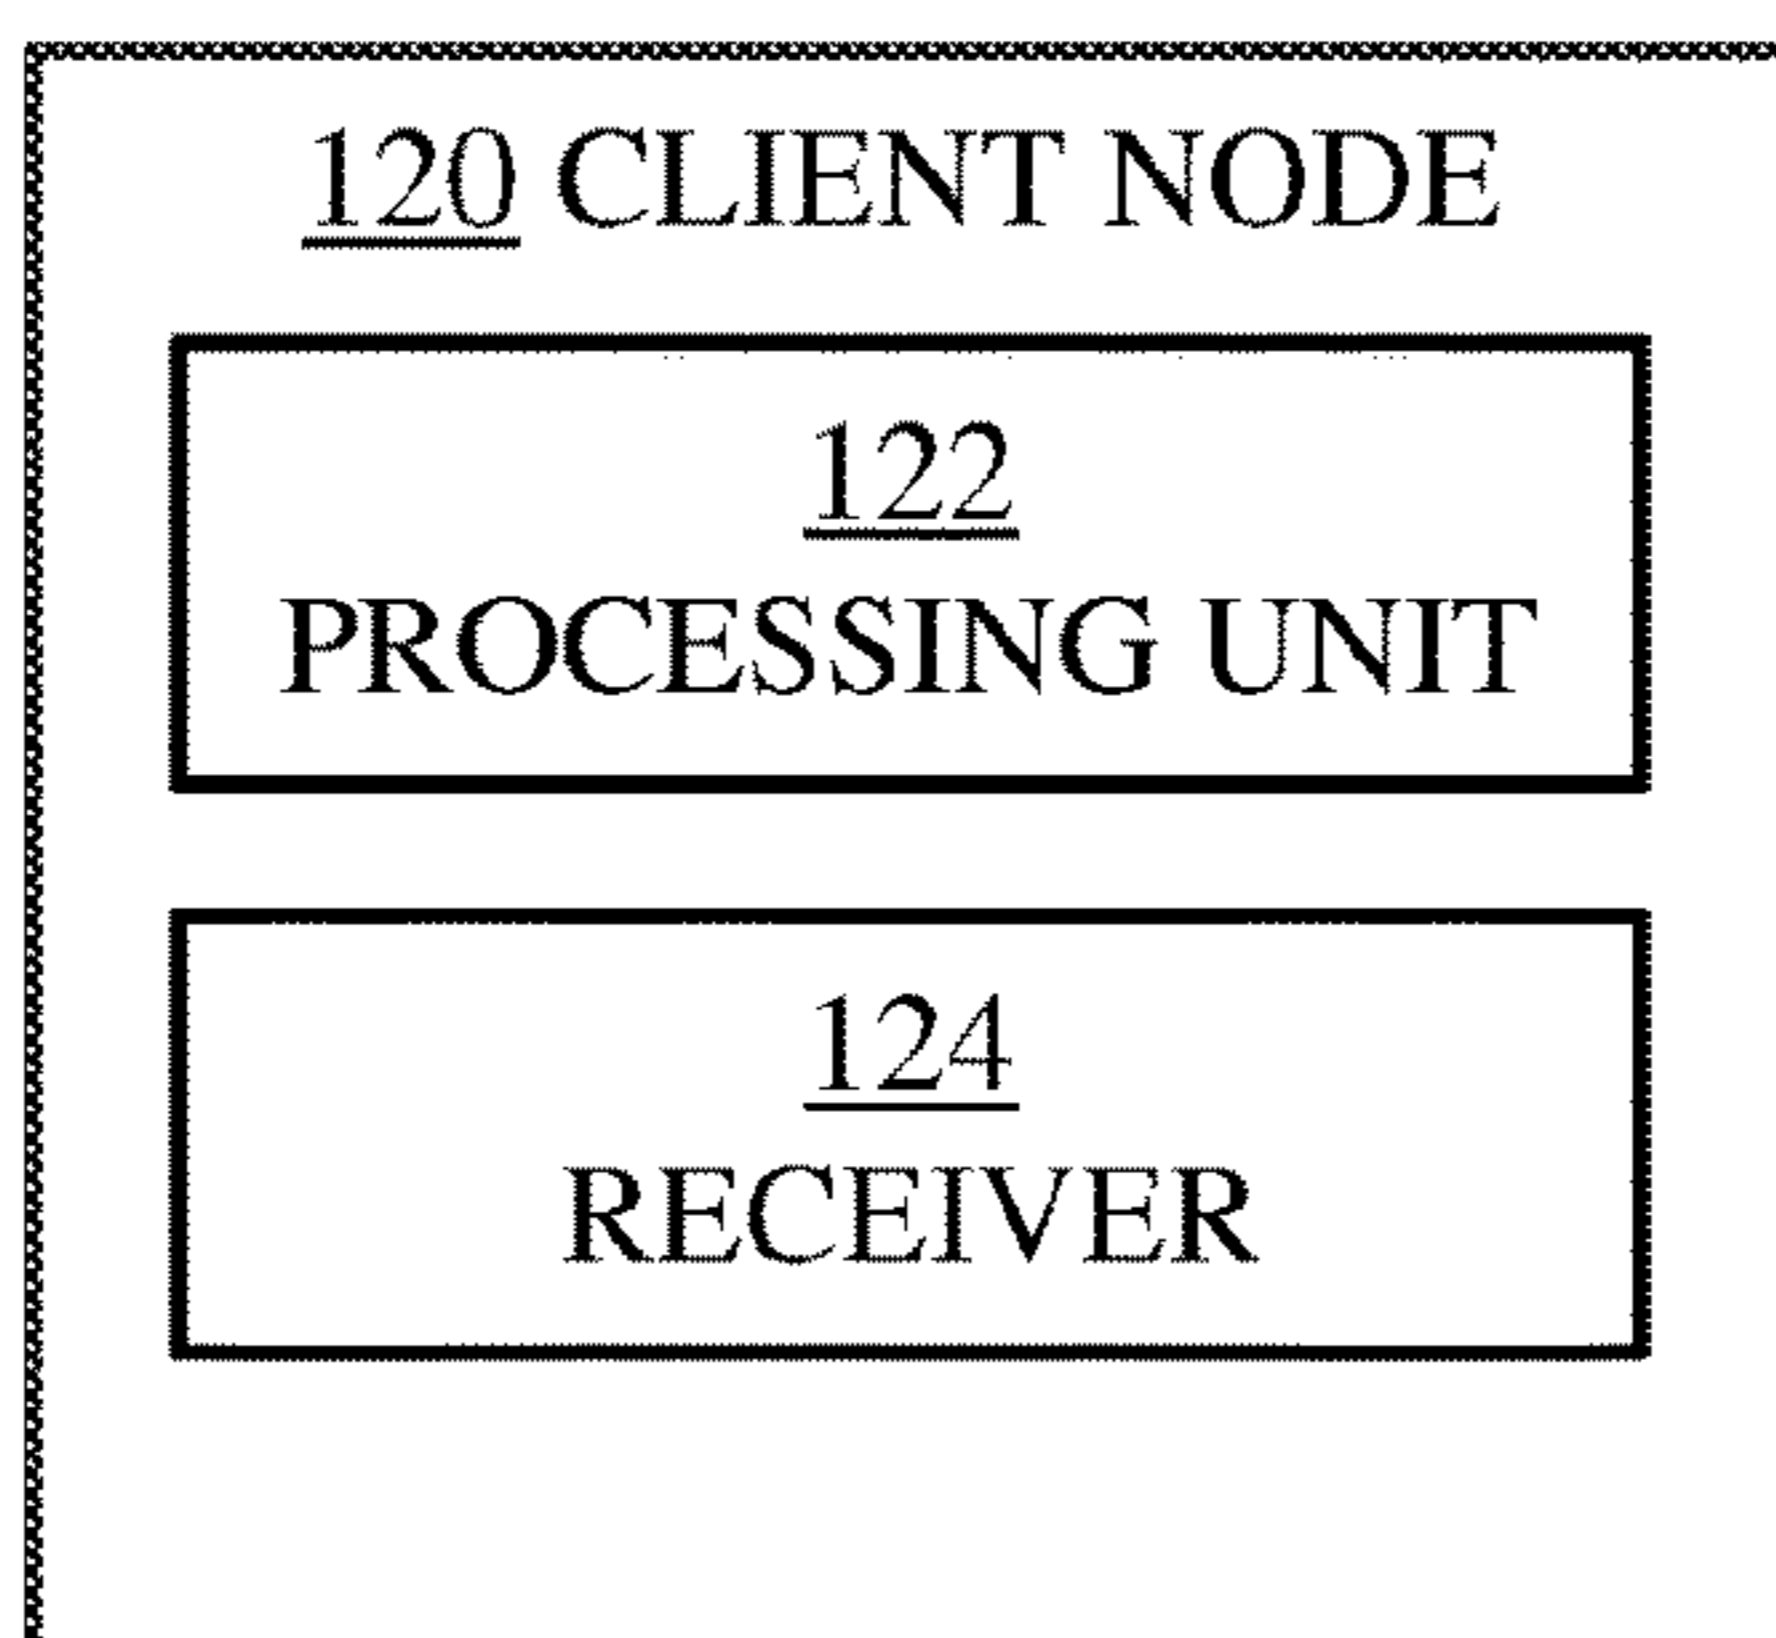 120 CLIENT NODE
122
PROCESSING UNIT
124
RECEIVER